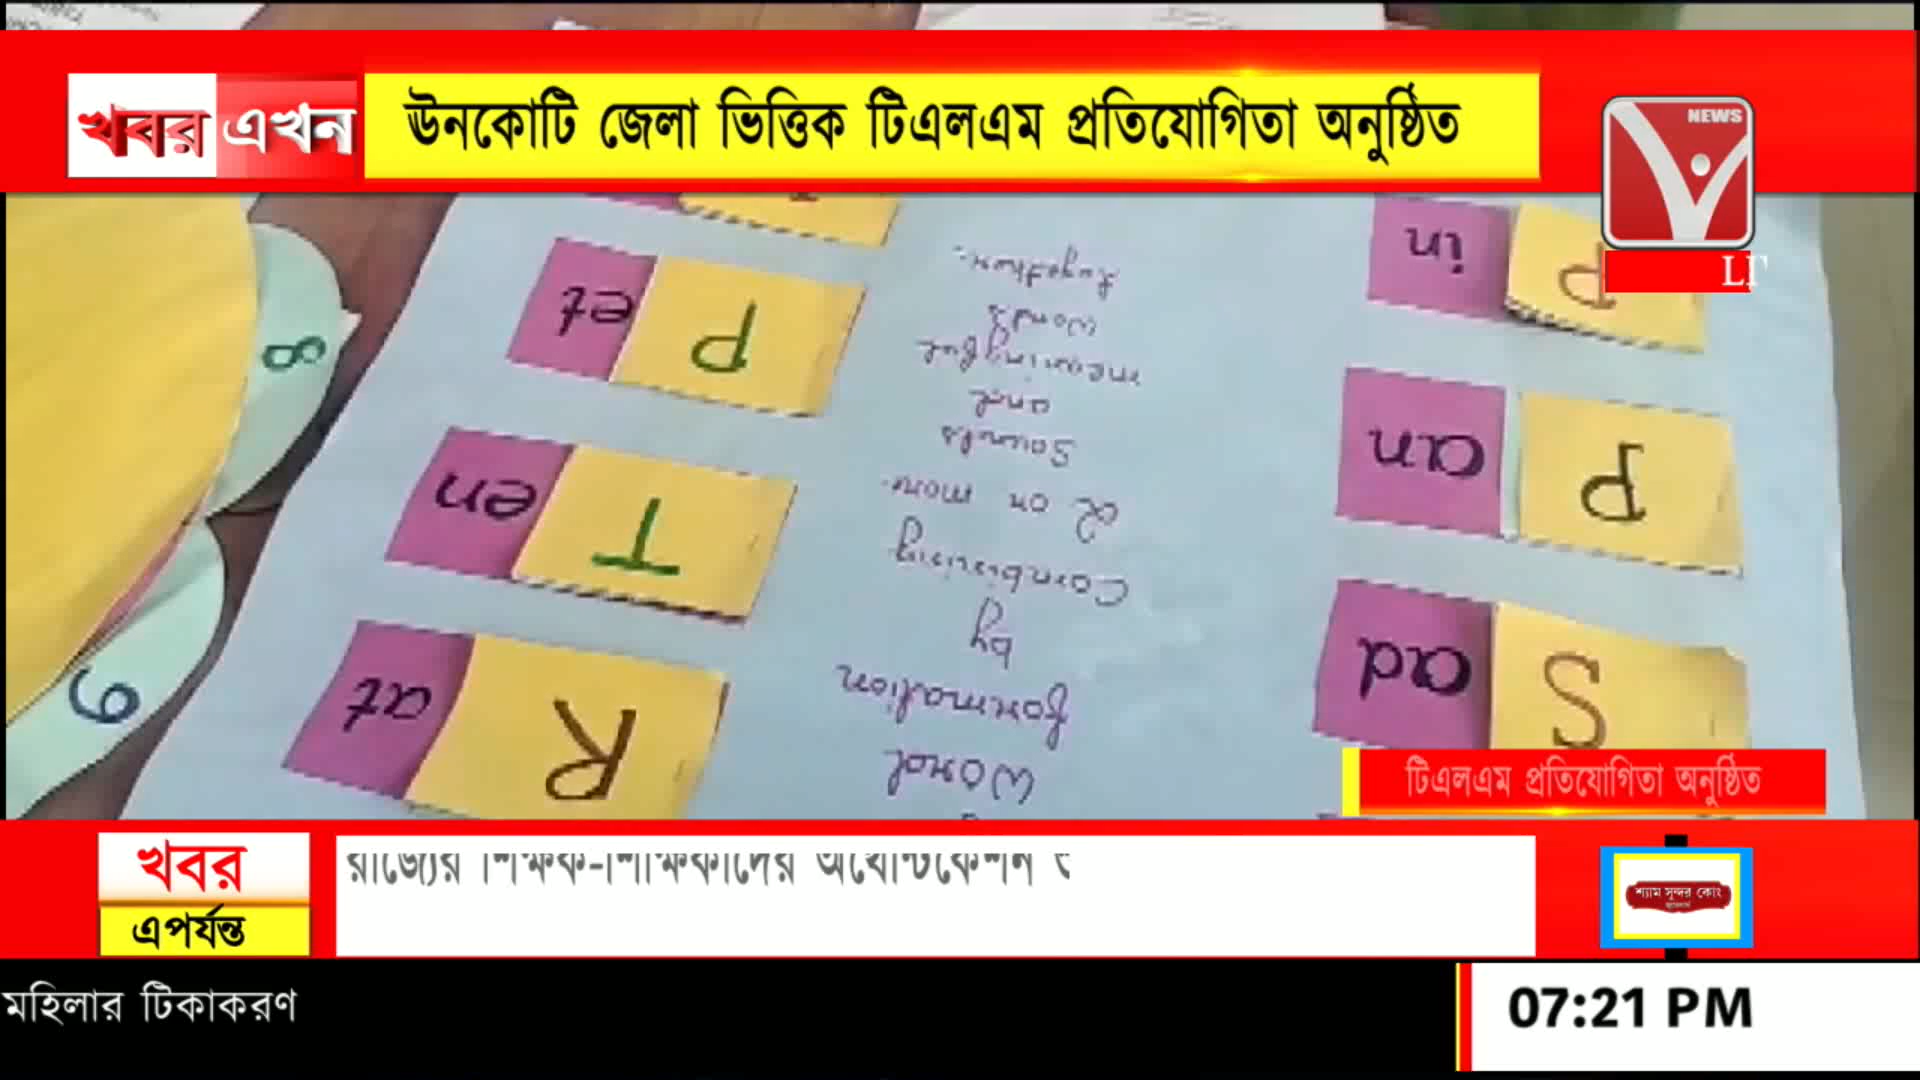 খবর এখন
ঊনকোটি জেলা ভিত্তিক টিএলএম প্রতিযোগিতা অনুষ্ঠিত
NEWS
P et
P in
T en
P an
R at
S ad
8
9
Word
formation
by
Combining
2 or more
Sounds
and
meaningful
words
together.
টিএলএম প্রতিযোগিতা অনুষ্ঠিত
খবর
এপর্যন্ত
রাজ্যের শিক্ষক-শিক্ষিকাদের
শ্যাম সুন্দর কোং
মহিলার টিকাকরণ
07:21 PM